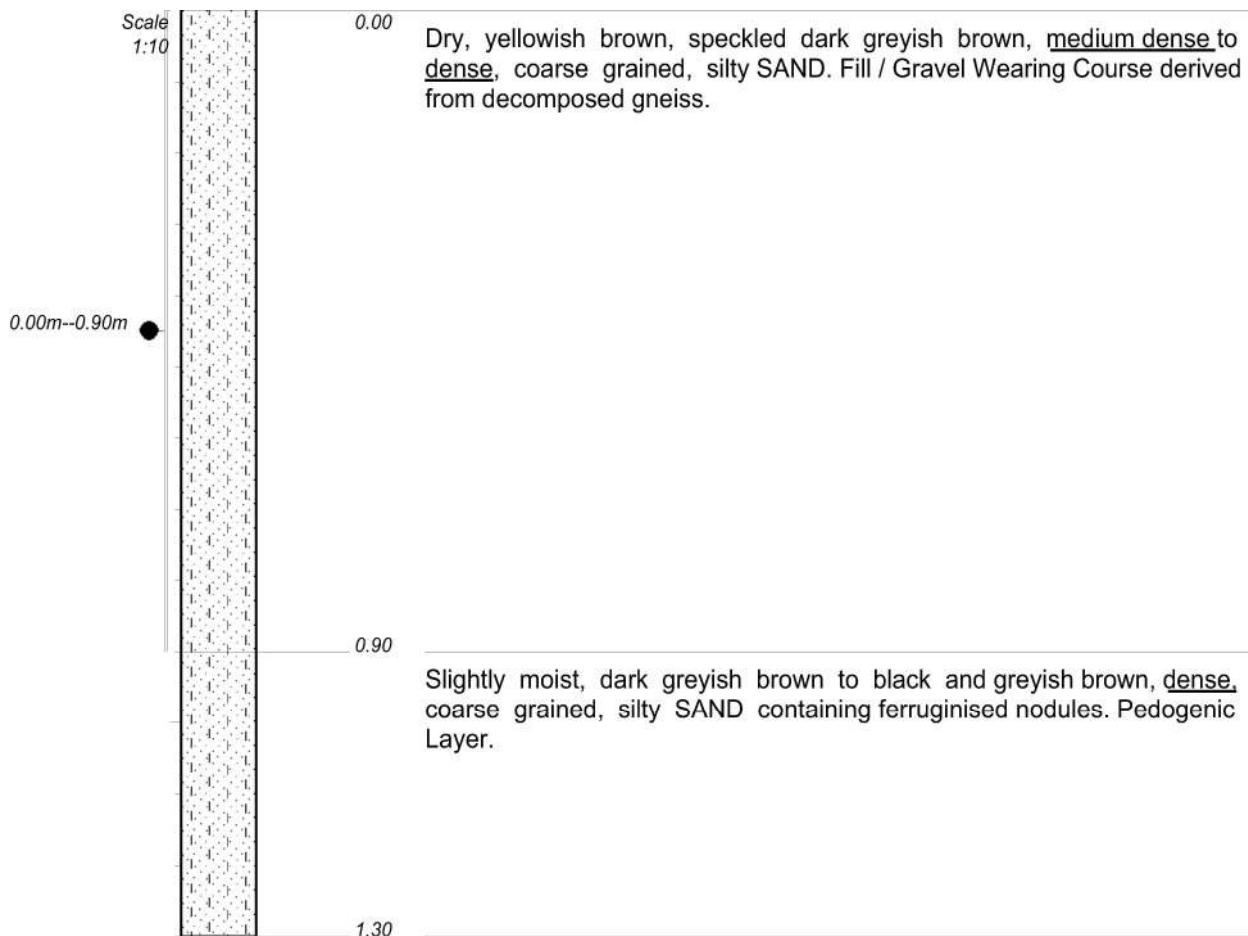 Scale
1:10
0.00
Dry, yellowish brown, speckled dark greyish brown, medium dense to
dense, coarse grained, silty SAND. Fill / Gravel Wearing Course derived
from decomposed gneiss.
0.00m--0.90m
0.90
Slightly moist, dark greyish brown to black and greyish brown, dense,
coarse grained, silty SAND containing ferruginised nodules. Pedogenic
Layer.
1.30